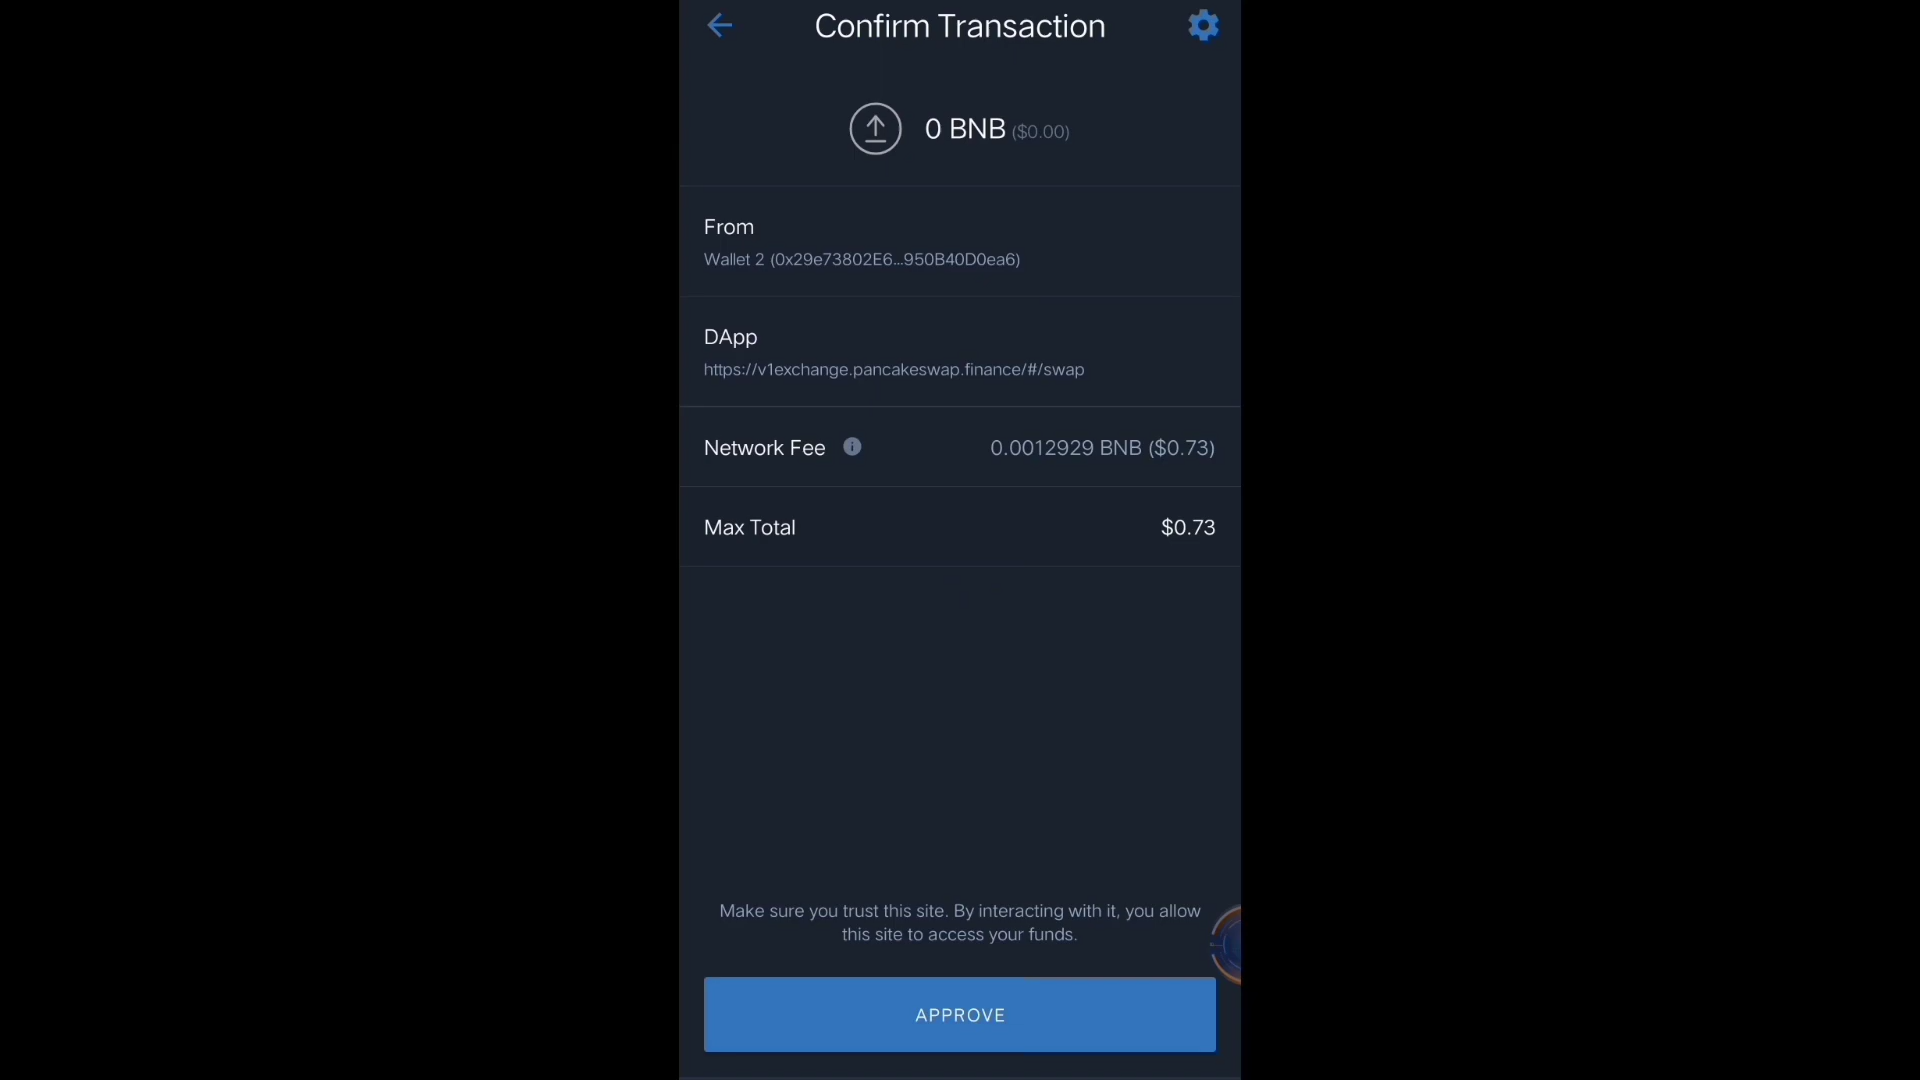 Confirm Transaction
0 BNB ($0.00)
From
Wallet 2 (0x29e73802E6...950B40D0ea6)
DApp
https://v1exchange.pancakeswap.finance/#/swap
Network Fee 0.0012929 BNB ($0.73)
Max Total $0.73
Make sure you trust this site. By interacting with it, you allow
this site to access your funds.
APPROVE